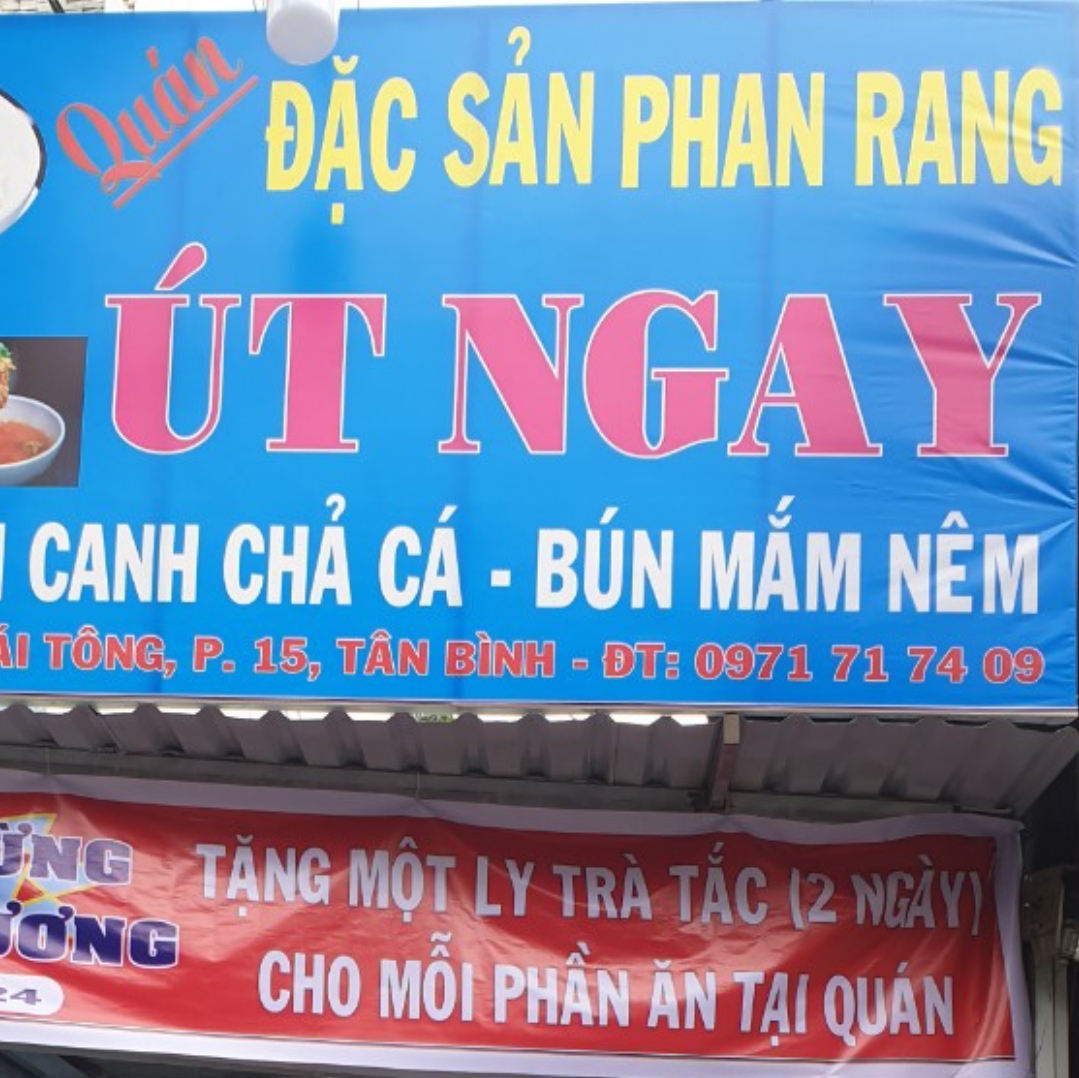 Quán
ĐẶC SẢN PHAN RANG
ÚT NGAY
CANH CHẢ CÁ - BÚN MẮM NÊM
TÔNG, P. 15, TÂN BÌNH - ĐT: 0971 71 74 09
TẶNG MỘT LY TRÀ TẮC (2 NGÀY)
CHO MỖI PHẦN ĂN TẠI QUÁN